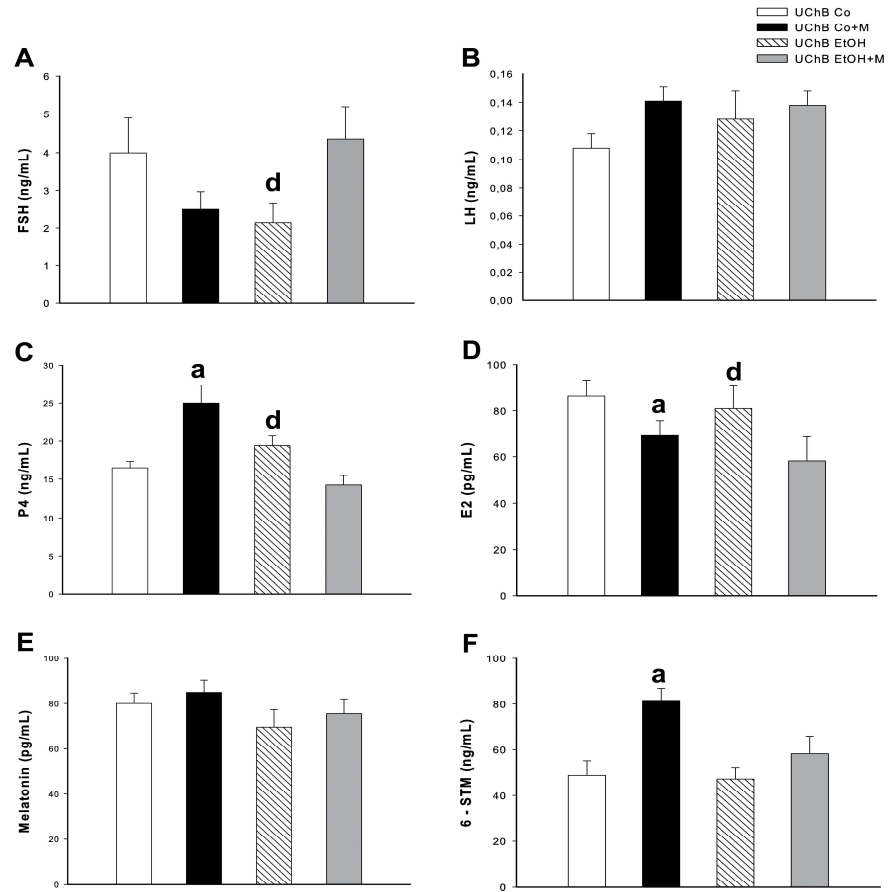 UChB Co
UChB Co+M
UChB EtOH
UChB EtOH+M
A
FSH (ng/mL)
6
5
4
3
2
1
0
d
B
LH (ng/mL)
0,16
0,14
0,12
0,10
0,08
0,06
0,04
0,02
0,00
C
P4 (ng/mL)
30
25
20
15
10
5
0
a
d
D
E2 (pg/mL)
100
80
60
40
20
0
a
d
E
Melatonin (pg/mL)
100
80
60
40
20
0
F
6 - STM (ng/mL)
100
80
60
40
20
0
a